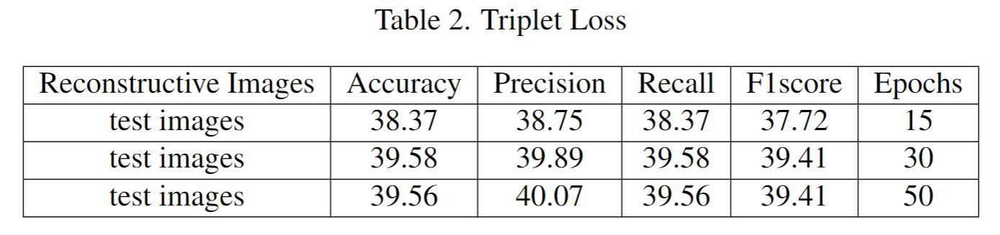 Table 2. Triplet Loss
Reconstructive Images Accuracy Precision Recall F1score Epochs
test images 38.37 38.75 38.37 37.72 15
test images 39.58 39.89 39.58 39.41 30
test images 39.56 40.07 39.56 39.41 50